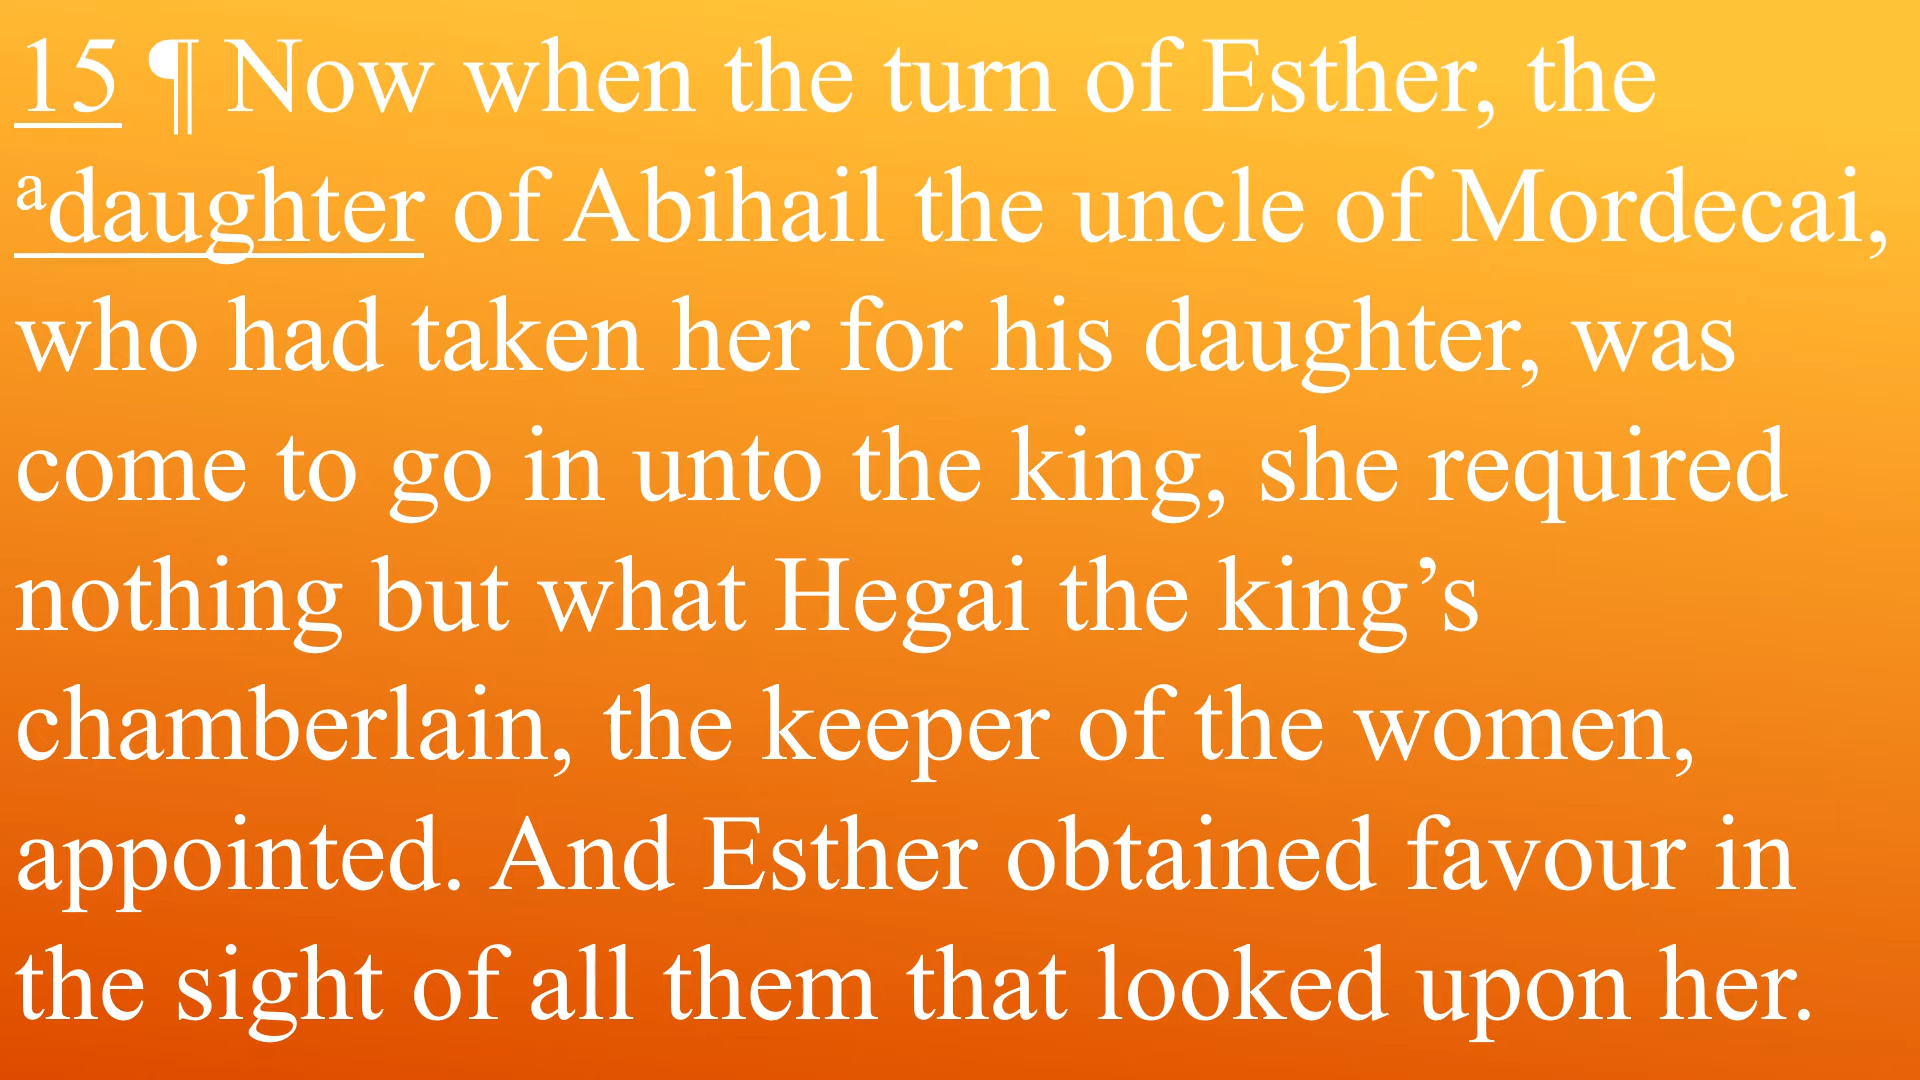 15 ¶ Now when the turn of Esther, the
adaughter of Abihail the uncle of Mordecai,
who had taken her for his daughter, was
come to go in unto the king, she required
nothing but what Hegai the king’s
chamberlain, the keeper of the women,
appointed. And Esther obtained favour in
the sight of all them that looked upon her.